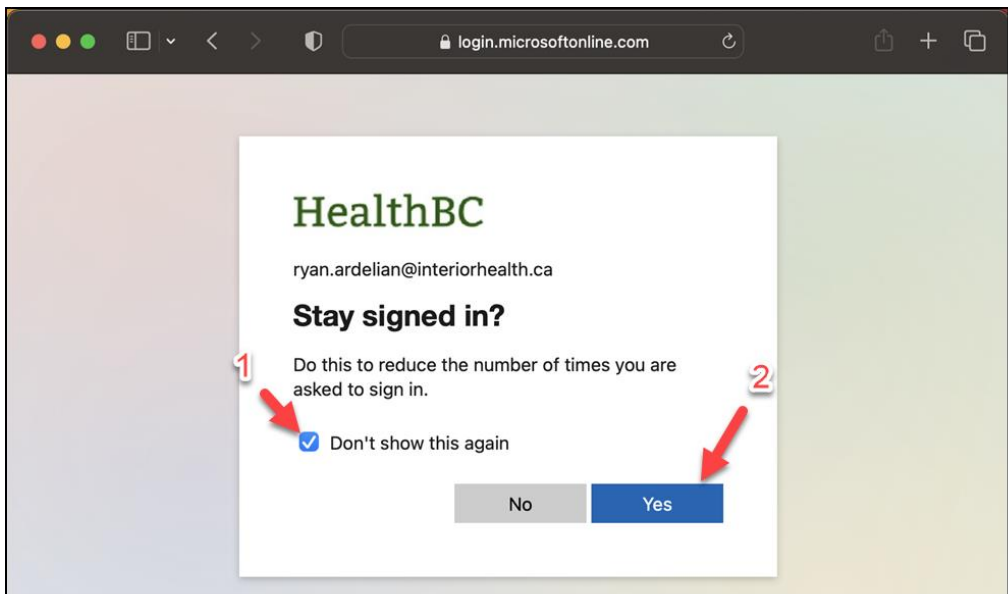 login.microsoftonline.com
HealthBC
ryan.ardelian@interiorhealth.ca
Stay signed in?
1
Do this to reduce the number of times you are
2
asked to sign in.
Don't show this again
No
Yes